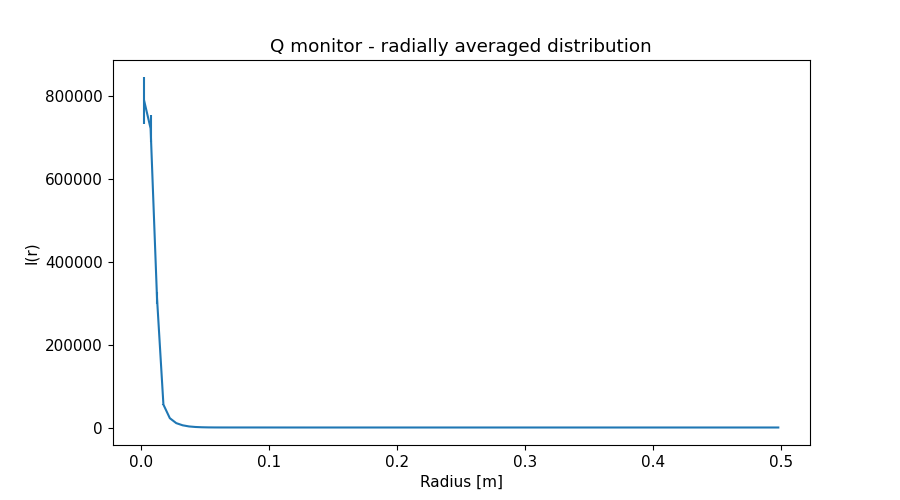 Q monitor - radially averaged distribution
I(r)
800000
600000
400000
200000
0
0.0 0.1 0.2 0.3 0.4 0.5
Radius [m]